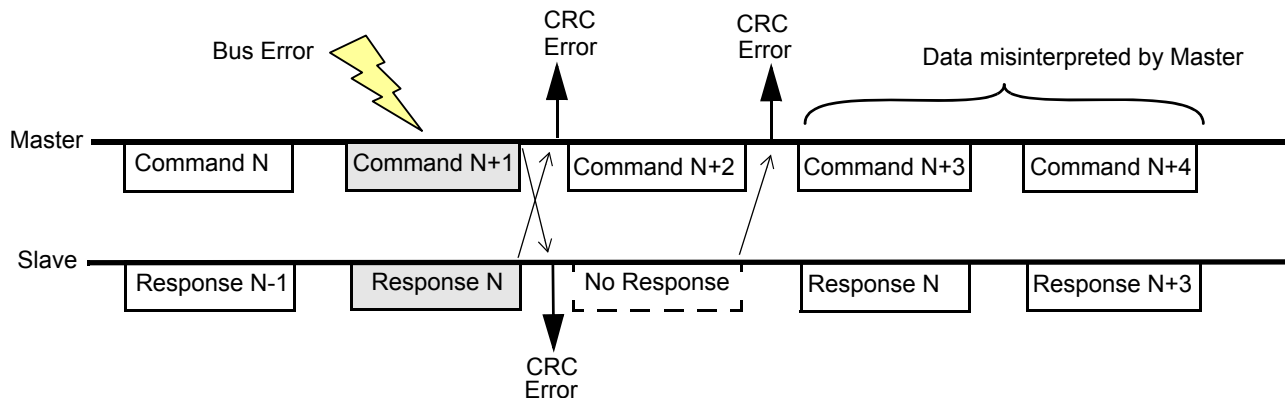 CRC
Error
CRC
Error
Bus Error
Data misinterpreted by Master
Master
Command N
Command N+1
Command N+2
Command N+3
Command N+4
Slave
Response N-1
Response N
No Response
Response N
Response N+3
CRC
Error